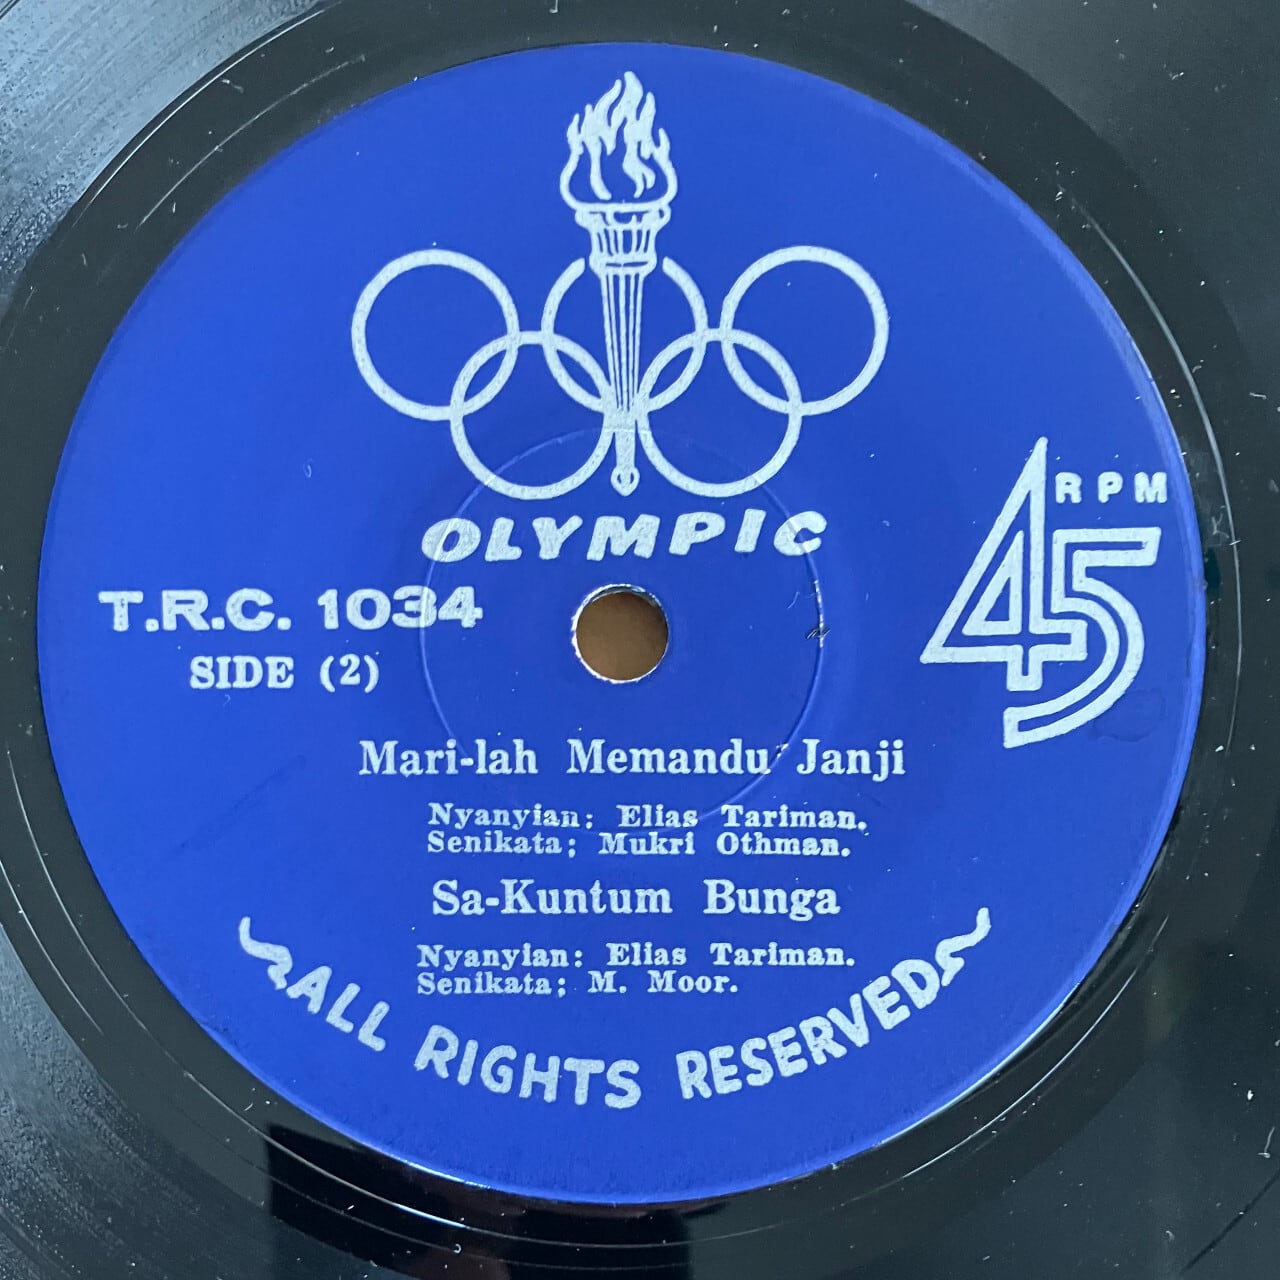 OLYMPIC
RPM
45
T.R.C. 1034
SIDE (2)
Mari-lah Memandu Janji
Nyanyian: Elias Tariman.
Senikata; Mukri Othman.
Sa-Kuntum Bunga
Nyanyian: Elias Tariman.
Senikata; M. Moor.
ALL RIGHTS RESERVED